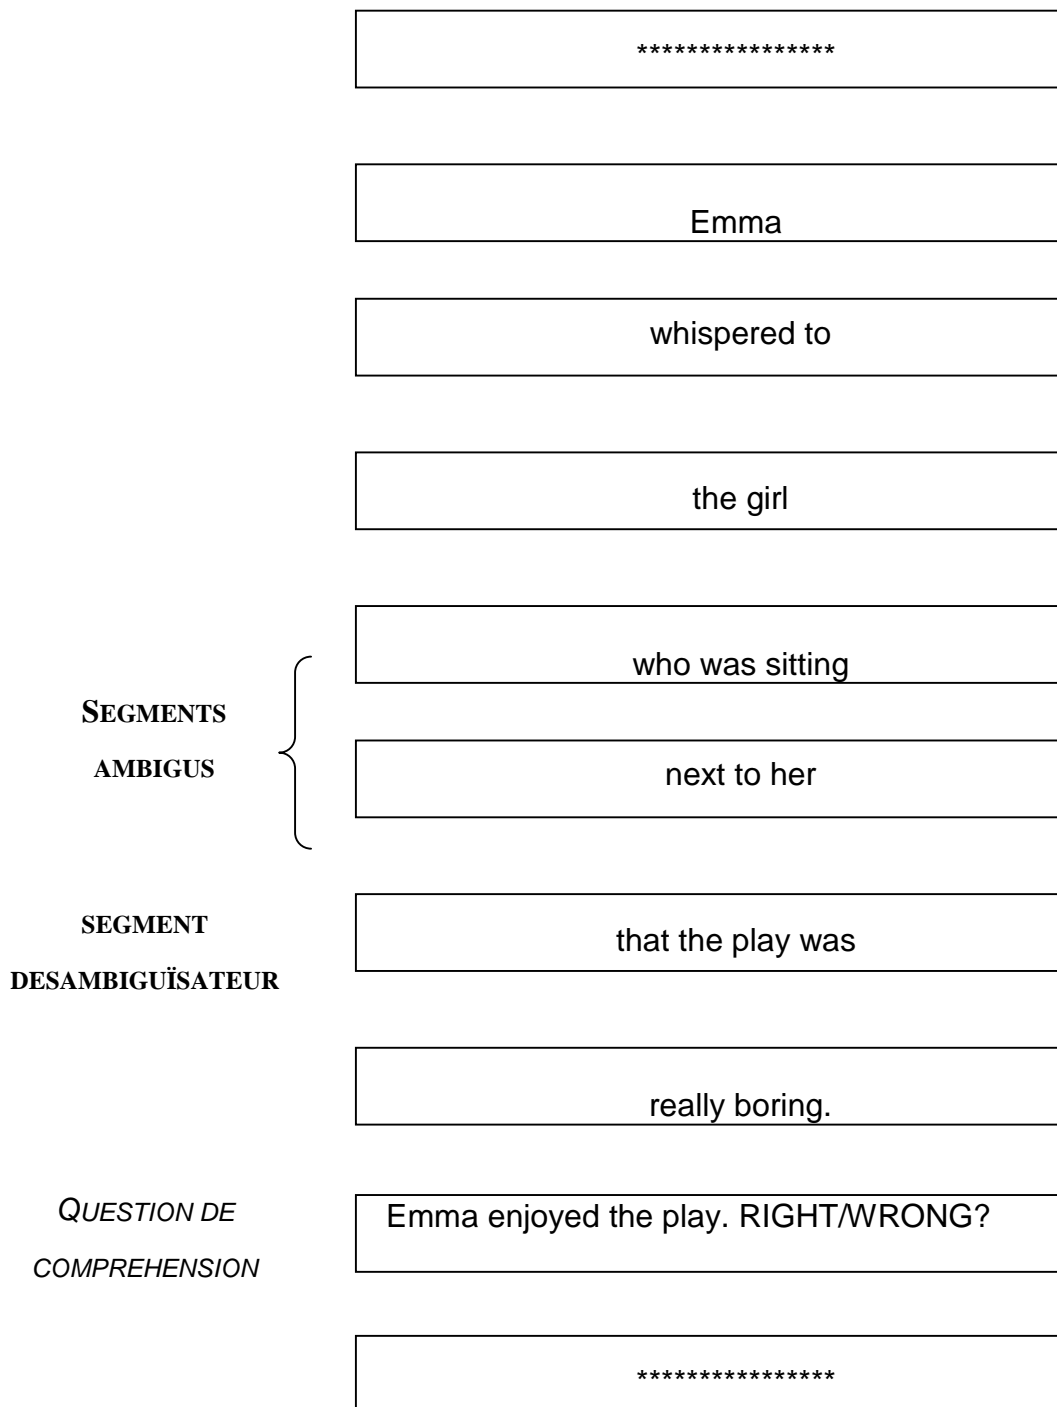 ****************
Emma
whispered to
the girl
who was sitting
SEGMENTS
AMBIGUS
next to her
SEGMENT
DESAMBIGUÏSATEUR
that the play was
really boring.
QUESTION DE
COMPREHENSION
Emma enjoyed the play. RIGHT/WRONG?
****************